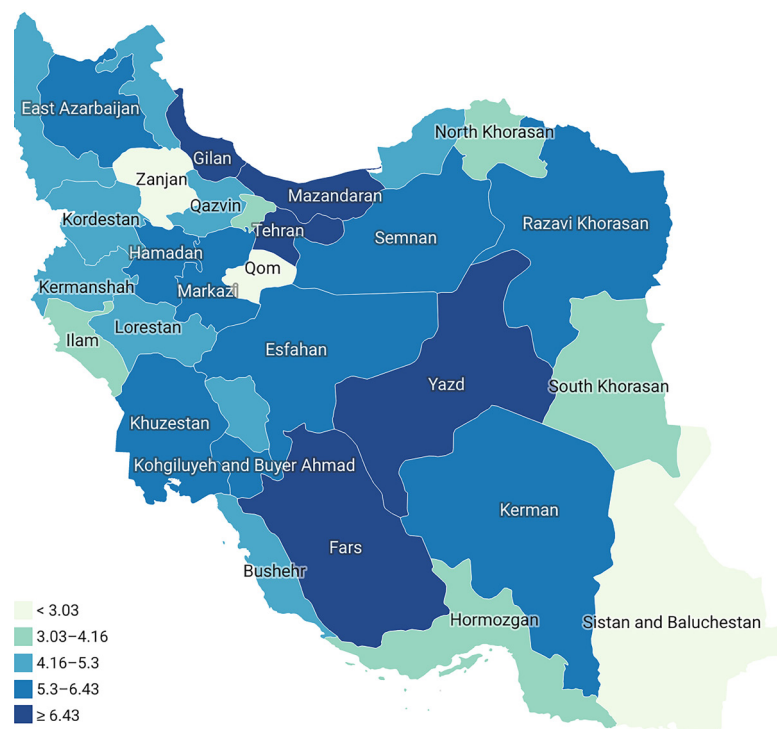 East Azarbaijan
North Khorasan
Gilan
Zanjan
Mazandaran
Qazvin
Kordestan
Razavi Khorasan
Tehran
Semnan
Hamadan
Qom
Kermanshah
Markazi
Lorestan
Ilam
Esfahan
Yazd
South Khorasan
Khuzestan
Kohgiluyeh and Buyer Ahmad
Kerman
Fars
Bushehr
Hormozgan
Sistan and Baluchestan
< 3.03
3.03–4.16
4.16–5.3
5.3–6.43
≥ 6.43